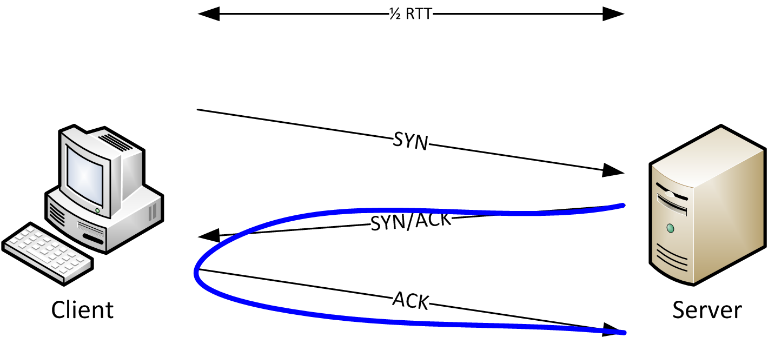 ½ RTT
SYN
SYN/ACK
ACK
Client
Server